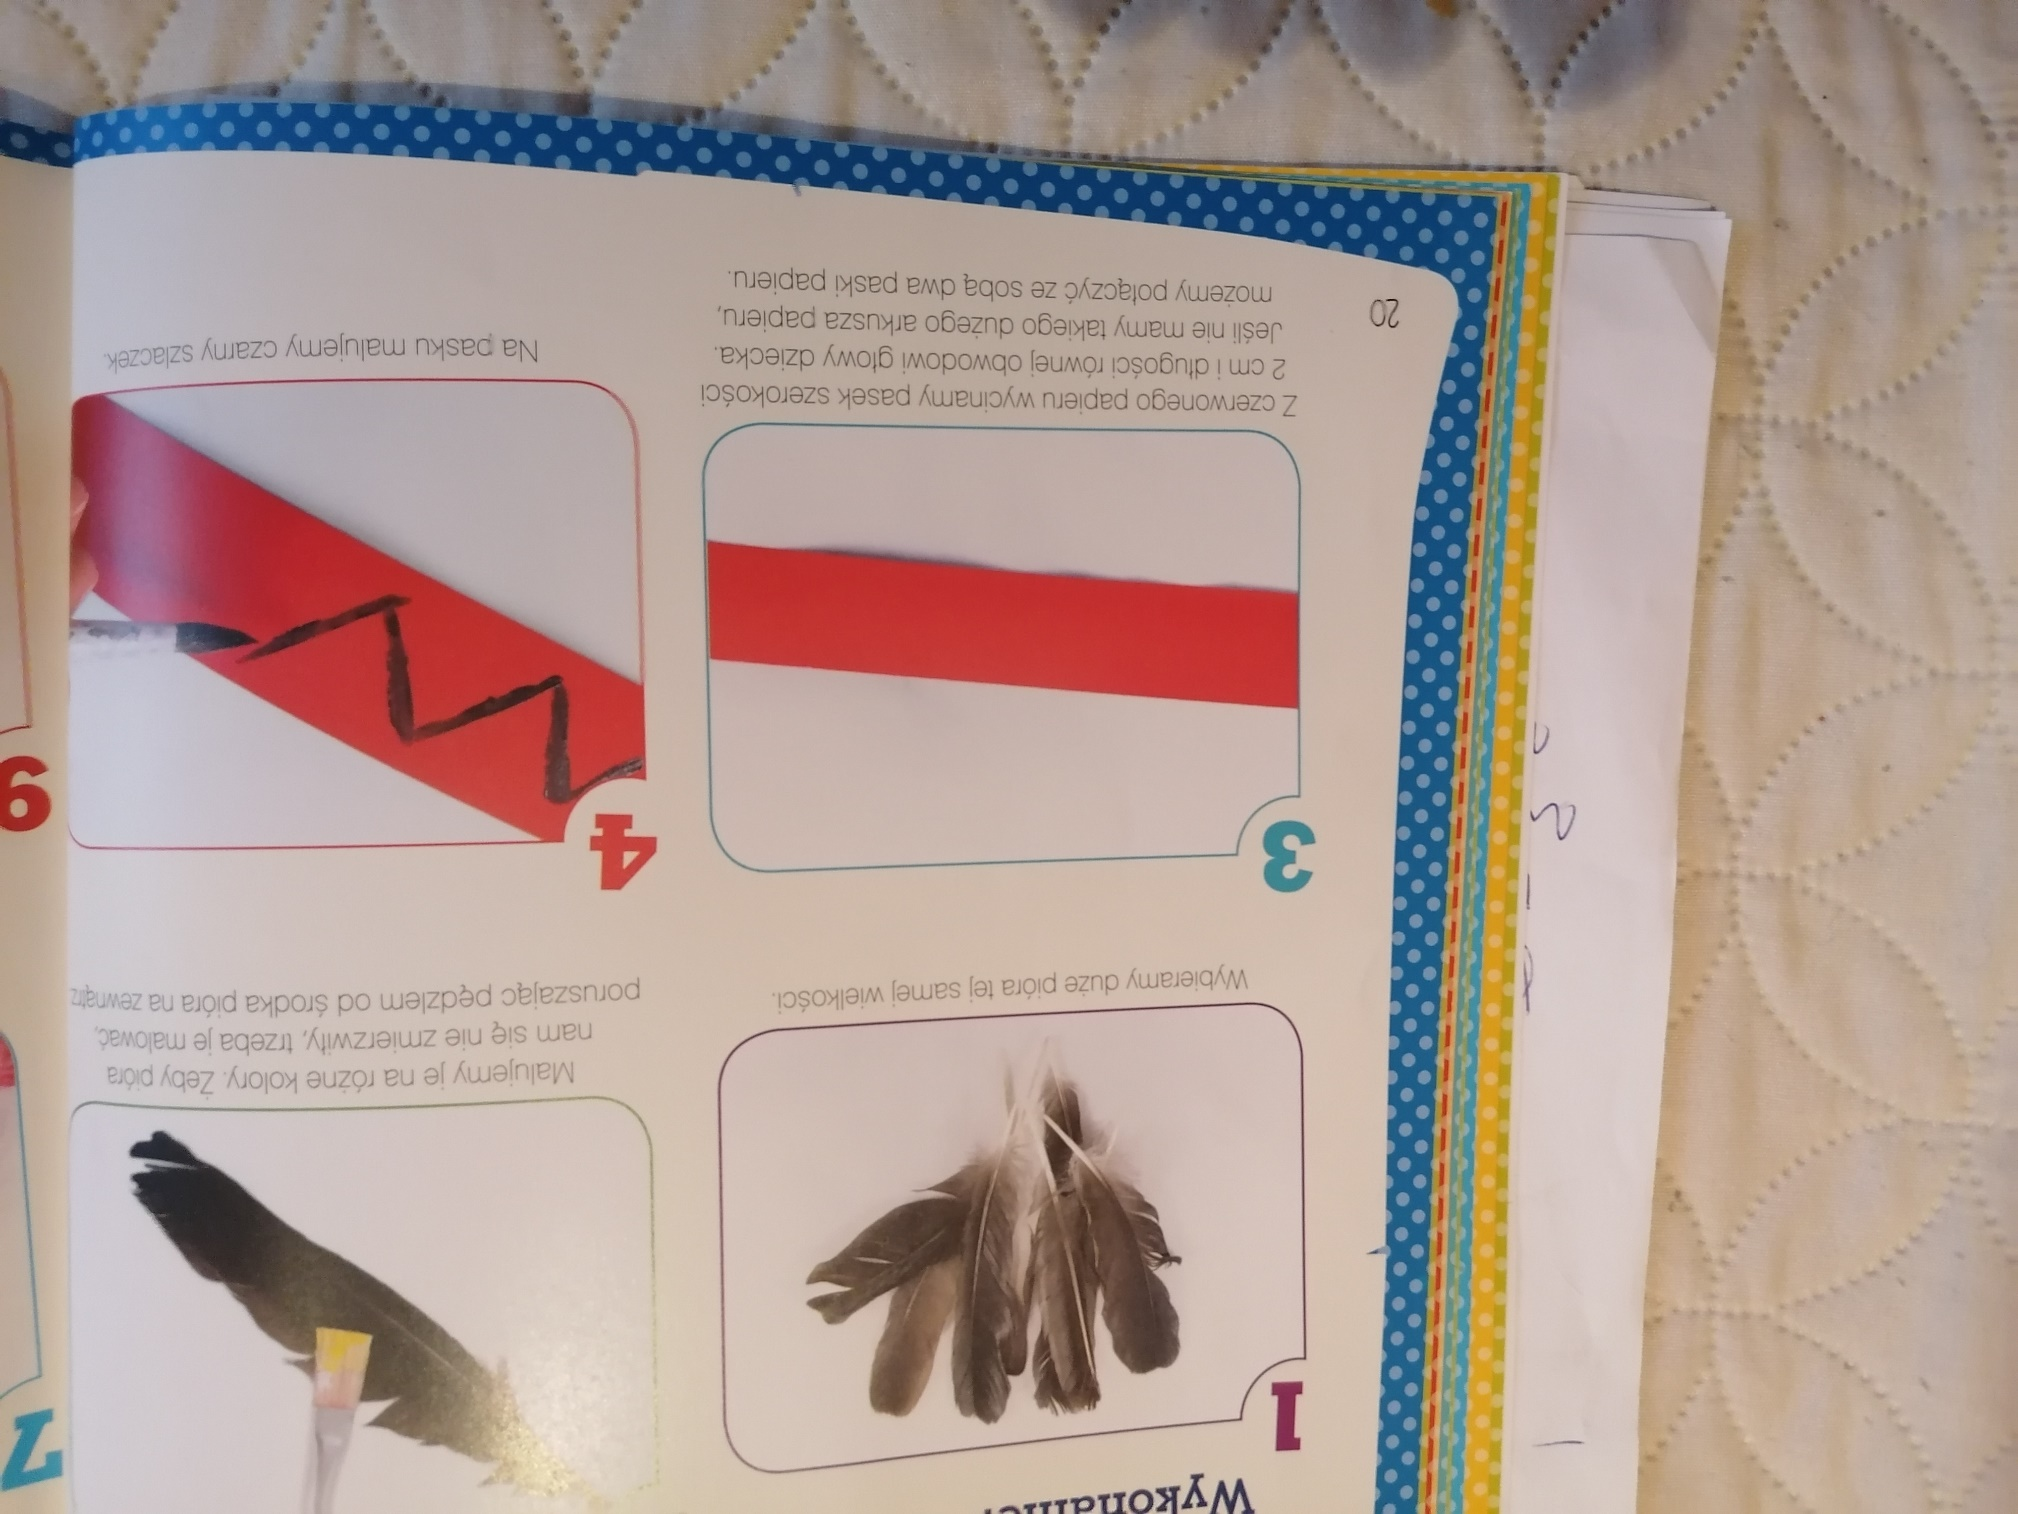 Wykonanie:
1
Wybieramy duże pióra tej samej wielkości.
Malujemy je na różne kolory. Żeby pióra
nam się nie zmierzwiły, trzeba je malować,
poruszając pędzlem od środka pióra na zewnątrz
3
Z czerwonego papieru wycinamy pasek szerokości
2 cm i długości równej obwodowi głowy dziecka.
Jeśli nie mamy takiego dużego arkusza papieru,
możemy połączyć ze sobą dwa paski papieru.
4
Na pasku malujemy czarny szlaczek.
20
7